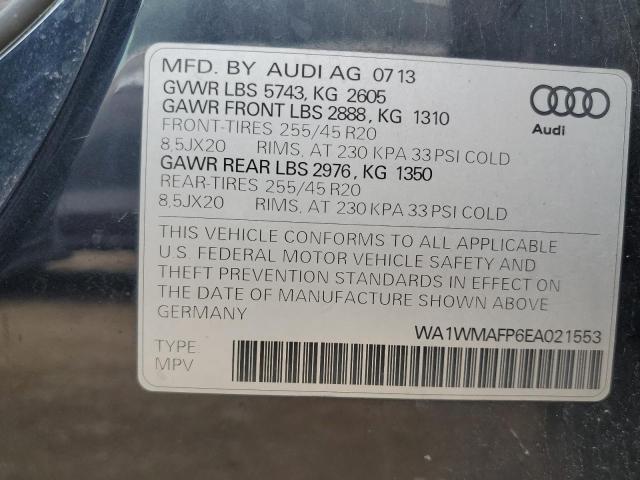 MFD. BY AUDI AG 07 13
GVWR LBS 5743, KG 2605
GAWR FRONT LBS 2888, KG 1310
FRONT-TIRES 255/45 R20
8,5JX20 RIMS, AT 230 KPA 33 PSI COLD
GAWR REAR LBS 2976, KG 1350
REAR-TIRES 255/45 R20
8,5JX20 RIMS, AT 230 KPA 33 PSI COLD
Audi
THIS VEHICLE CONFORMS TO ALL APPLICABLE
U.S. FEDERAL MOTOR VEHICLE SAFETY AND
THEFT PREVENTION STANDARDS IN EFFECT ON
THE DATE OF MANUFACTURE SHOWN ABOVE
GERMANY
WA1WMAFP6EA021553
TYPE
MPV